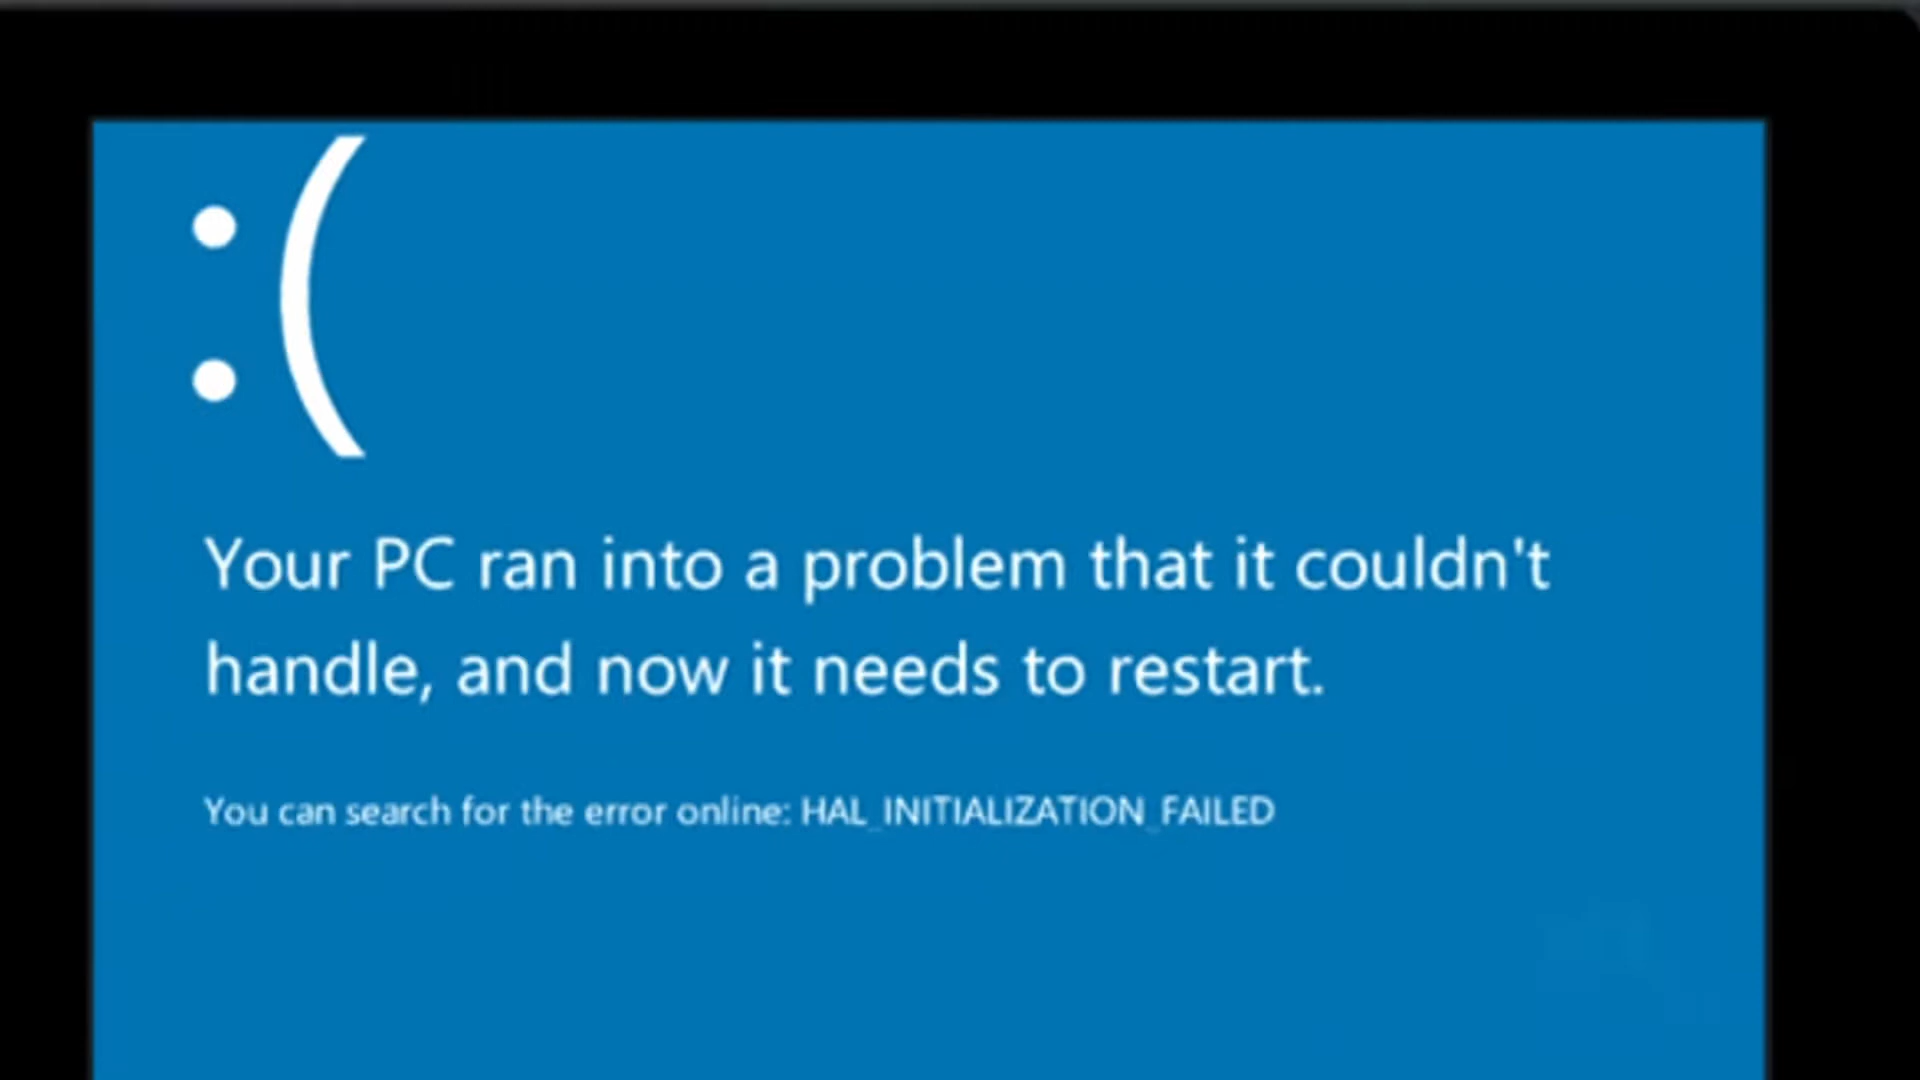 :(
Your PC ran into a problem that it couldn't
handle, and now it needs to restart.
You can search for the error online: HAL_INITIALIZATION_FAILED